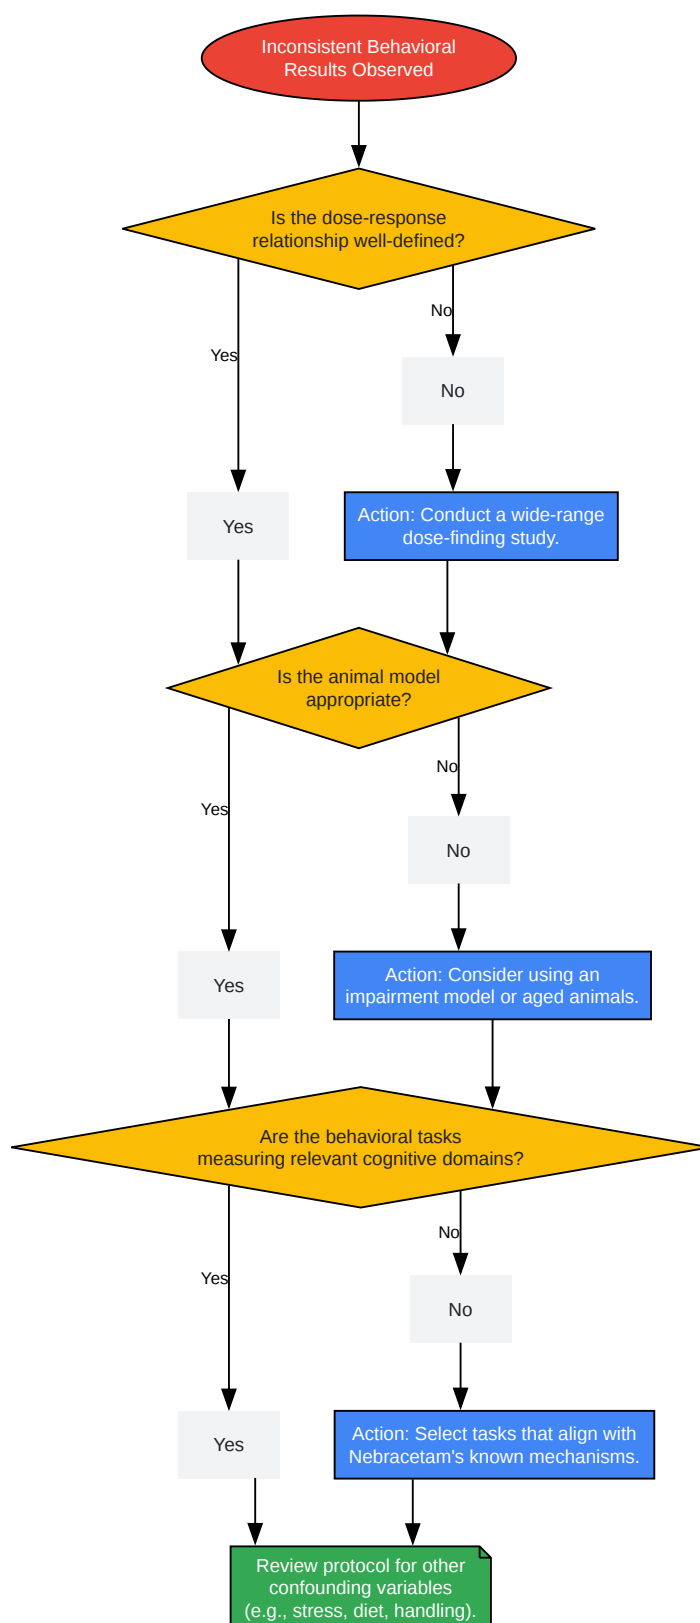 Inconsistent Behavioral
Results Observed
Is the dose-response
relationship well-defined?
No
Yes
No
Yes
Action: Conduct a wide-range
dose-finding study.
Is the animal model
appropriate?
No
Yes
No
Yes
Action: Consider using an
impairment model or aged animals.
Are the behavioral tasks
measuring relevant cognitive domains?
No
Yes
No
Yes
Action: Select tasks that align with
Nebracetam's known mechanisms.
Review protocol for other
confounding variables
(e.g., stress, diet, handling).